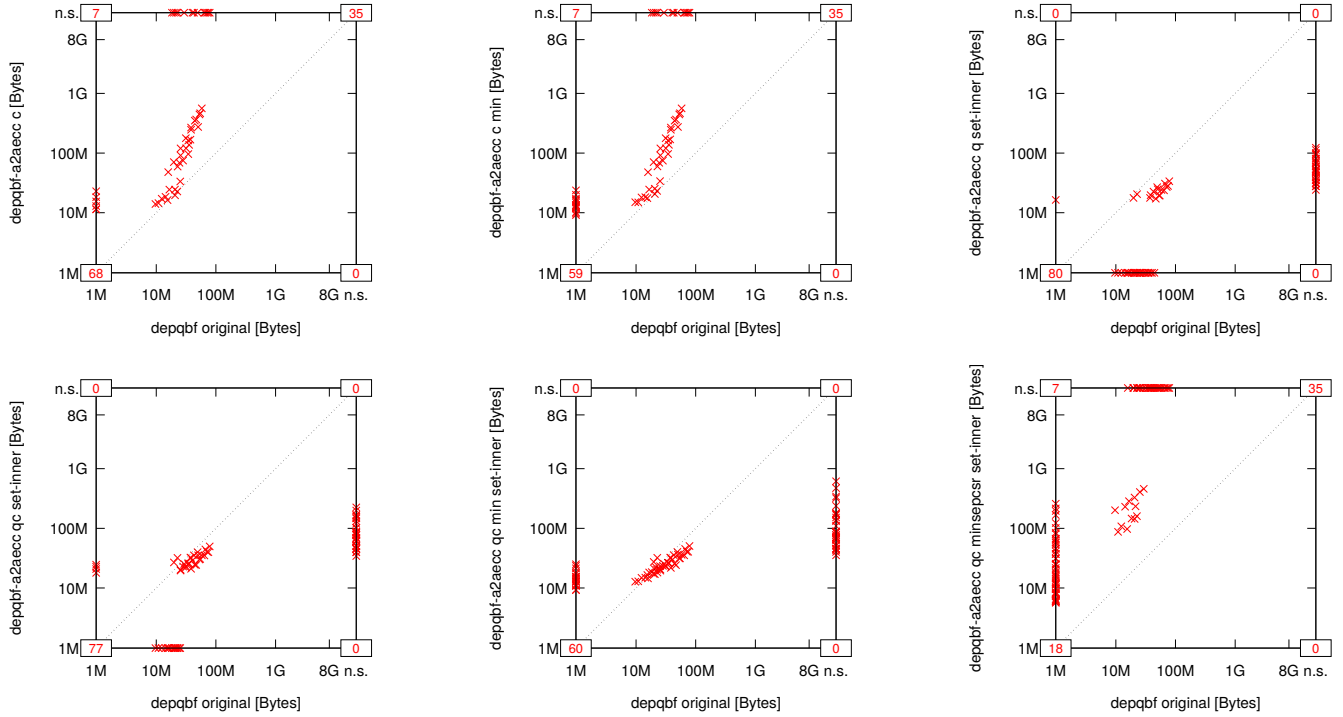 n.s. 7 35
8G
1G
100M
10M
1M 68 0
1M 10M 100M 1G 8G n.s.
depqbf original [Bytes]
depqbf-a2aecc c [Bytes]
n.s. 7 35
8G
1G
100M
10M
1M 59 0
1M 10M 100M 1G 8G n.s.
depqbf original [Bytes]
depqbf-a2aecc c min [Bytes]
n.s. 0 0
8G
1G
100M
10M
1M 80 0
1M 10M 100M 1G 8G n.s.
depqbf original [Bytes]
depqbf-a2aecc q set-inner [Bytes]
n.s. 0 0
8G
1G
100M
10M
1M 77 0
1M 10M 100M 1G 8G n.s.
depqbf original [Bytes]
depqbf-a2aecc qc set-inner [Bytes]
n.s. 0 0
8G
1G
100M
10M
1M 60 0
1M 10M 100M 1G 8G n.s.
depqbf original [Bytes]
depqbf-a2aecc qc min set-inner [Bytes]
n.s. 7 35
8G
1G
100M
10M
1M 18 0
1M 10M 100M 1G 8G n.s.
depqbf original [Bytes]
depqbf-a2aecc qc minsepcsr set-inner [Bytes]